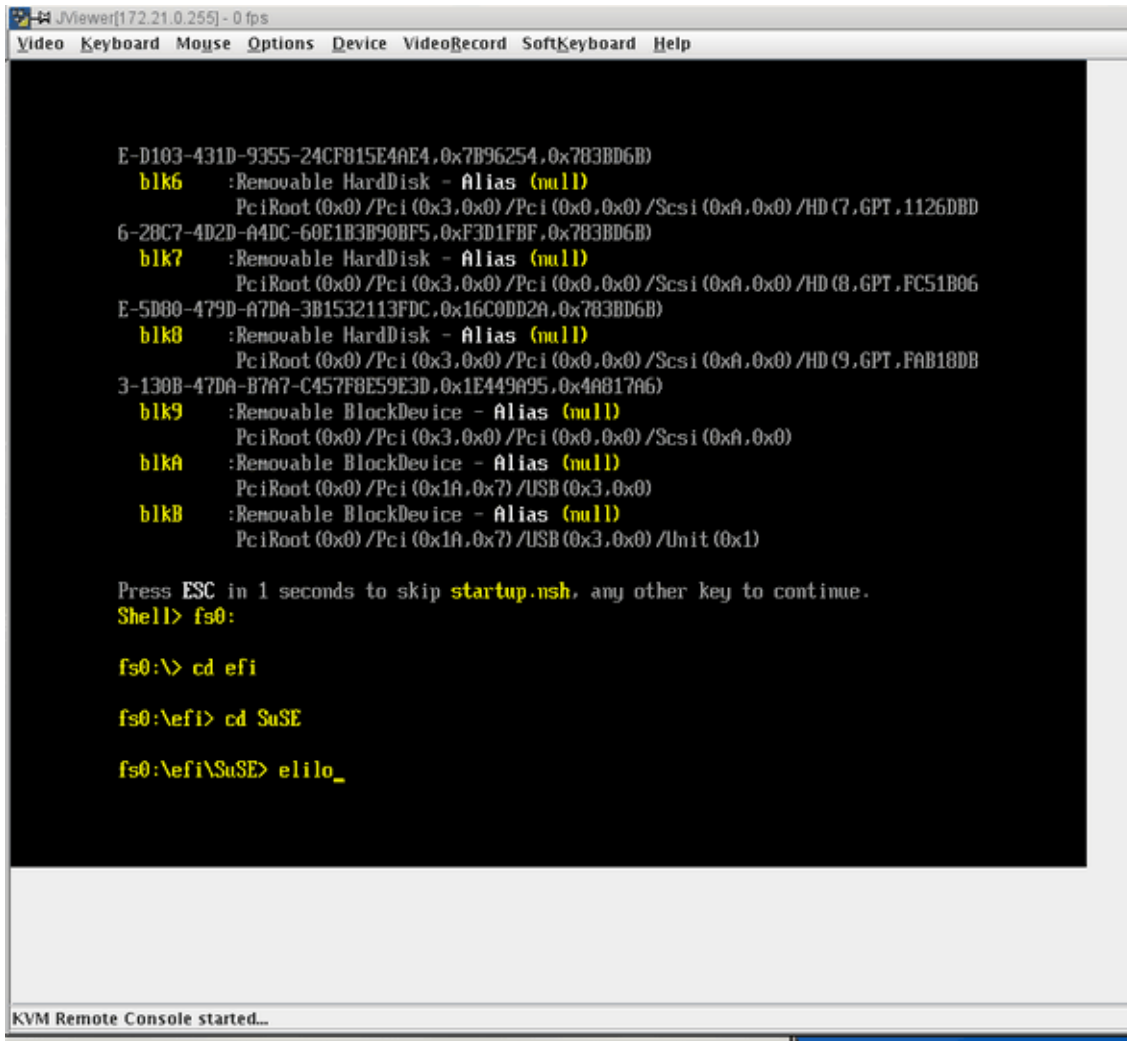 JViewer[172.21.0.255] - 0 fps
Video Keyboard Mouse Options Device VideoRecord SoftKeyboard Help
E-D103-431D-9355-24CF815E4AE4,0x7B96254,0x783BD6B)
blk6 :Removable HardDisk - Alias (null)
PciRoot(0x0)/Pci(0x3,0x0)/Pci(0x0,0x0)/Scsi(0xA,0x0)/HD(7,GPT,1126DBD
6-28C7-4D2D-A4DC-60E1B3B90BF5,0xF3D1FBF,0x783BD6B)
blk7 :Removable HardDisk - Alias (null)
PciRoot(0x0)/Pci(0x3,0x0)/Pci(0x0,0x0)/Scsi(0xA,0x0)/HD(8,GPT,FC51B06
E-5D80-479D-A7DA-3B1532113FDC,0x16C0DD2A,0x783BD6B)
blk8 :Removable HardDisk - Alias (null)
PciRoot(0x0)/Pci(0x3,0x0)/Pci(0x0,0x0)/Scsi(0xA,0x0)/HD(9,GPT,FAB18DB
3-130B-47DA-B7A7-C457F8E59E3D,0x1E449A95,0x4A817A6)
blk9 :Removable BlockDevice - Alias (null)
PciRoot(0x0)/Pci(0x3,0x0)/Pci(0x0,0x0)/Scsi(0xA,0x0)
blkA :Removable BlockDevice - Alias (null)
PciRoot(0x0)/Pci(0x1A,0x7)/USB(0x3,0x0)
blkB :Removable BlockDevice - Alias (null)
PciRoot(0x0)/Pci(0x1A,0x7)/USB(0x3,0x0)/Unit(0x1)
Press ESC in 1 seconds to skip startup.nsh, any other key to continue.
Shell> fs0:
fs0:\> cd efi
fs0:\efi> cd SuSE
fs0:\efi\SuSE> elilo_
KVM Remote Console started...